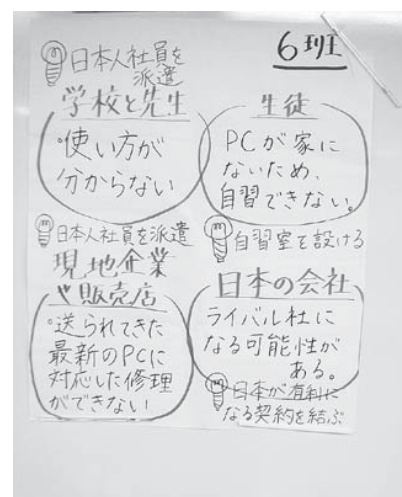 6班
日本人社員を
派遣
学校と先生
・使い方が
分からない
生徒
PCが家に
ないため、
自習できない。
自習室を設ける
日本人社員を派遣
現地企業
や販売店
・送られてきた
最新のPCに
対応した修理
ができない
日本の会社
ライバル社に
なる可能性が
ある。
日本が有利に
なる契約を結ぶ